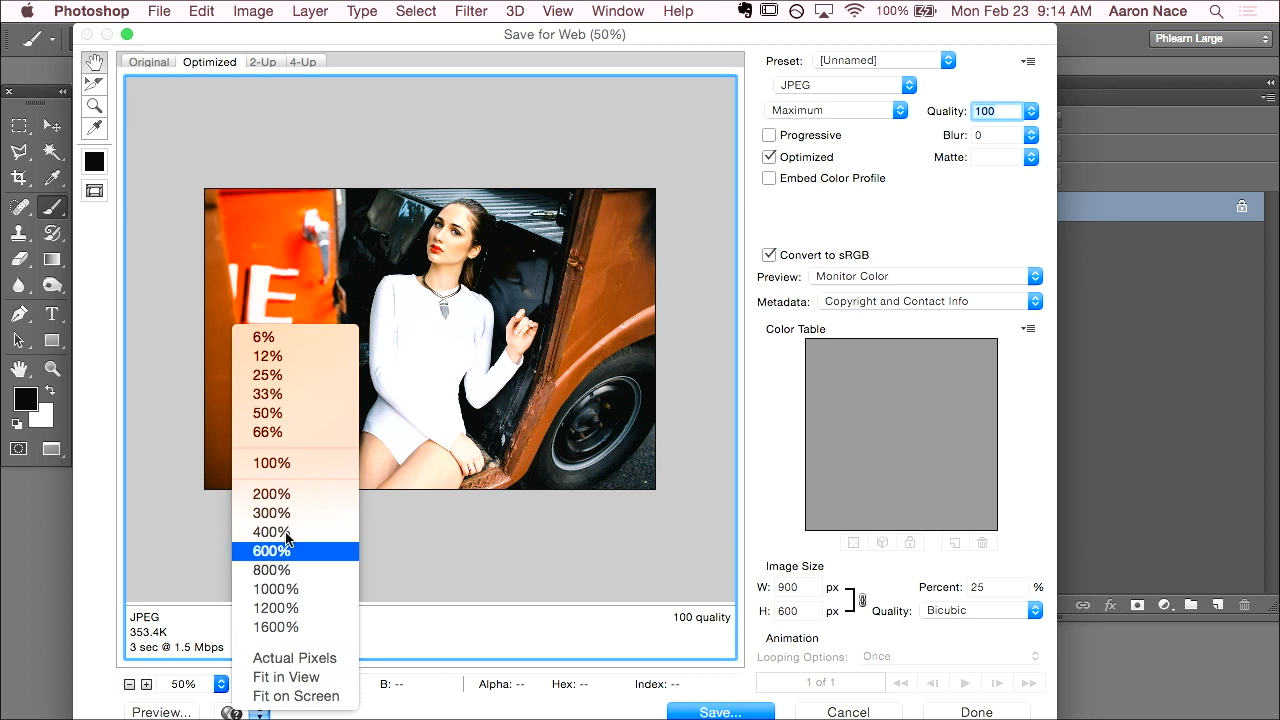 Photoshop File Edit Image Layer Type Select Filter 3D View Window Help 100% Mon Feb 23 9:14 AM Aaron Nace
Save for Web (50%)
Phlearn Large
Original Optimized 2-Up 4-Up
Preset: [Unnamed]
JPEG
Maximum Quality: 100
Progressive Blur: 0
Optimized Matte:
Embed Color Profile
Convert to sRGB
Preview: Monitor Color
Metadata: Copyright and Contact Info
Color Table
NE
6%
12%
25%
33%
50%
66%
100%
200%
300%
400%
600%
800%
1000%
1200%
1600%
Actual Pixels
Fit in View
Fit on Screen
Image Size
W: 900 px Percent: 25 %
H: 600 px Quality: Bicubic
Animation
Looping Options: Once
1 of 1
JPEG 100 quality
353.4K
3 sec @ 1.5 Mbps
50% B: -- Alpha: -- Hex: -- Index: --
Preview... Save... Cancel Done